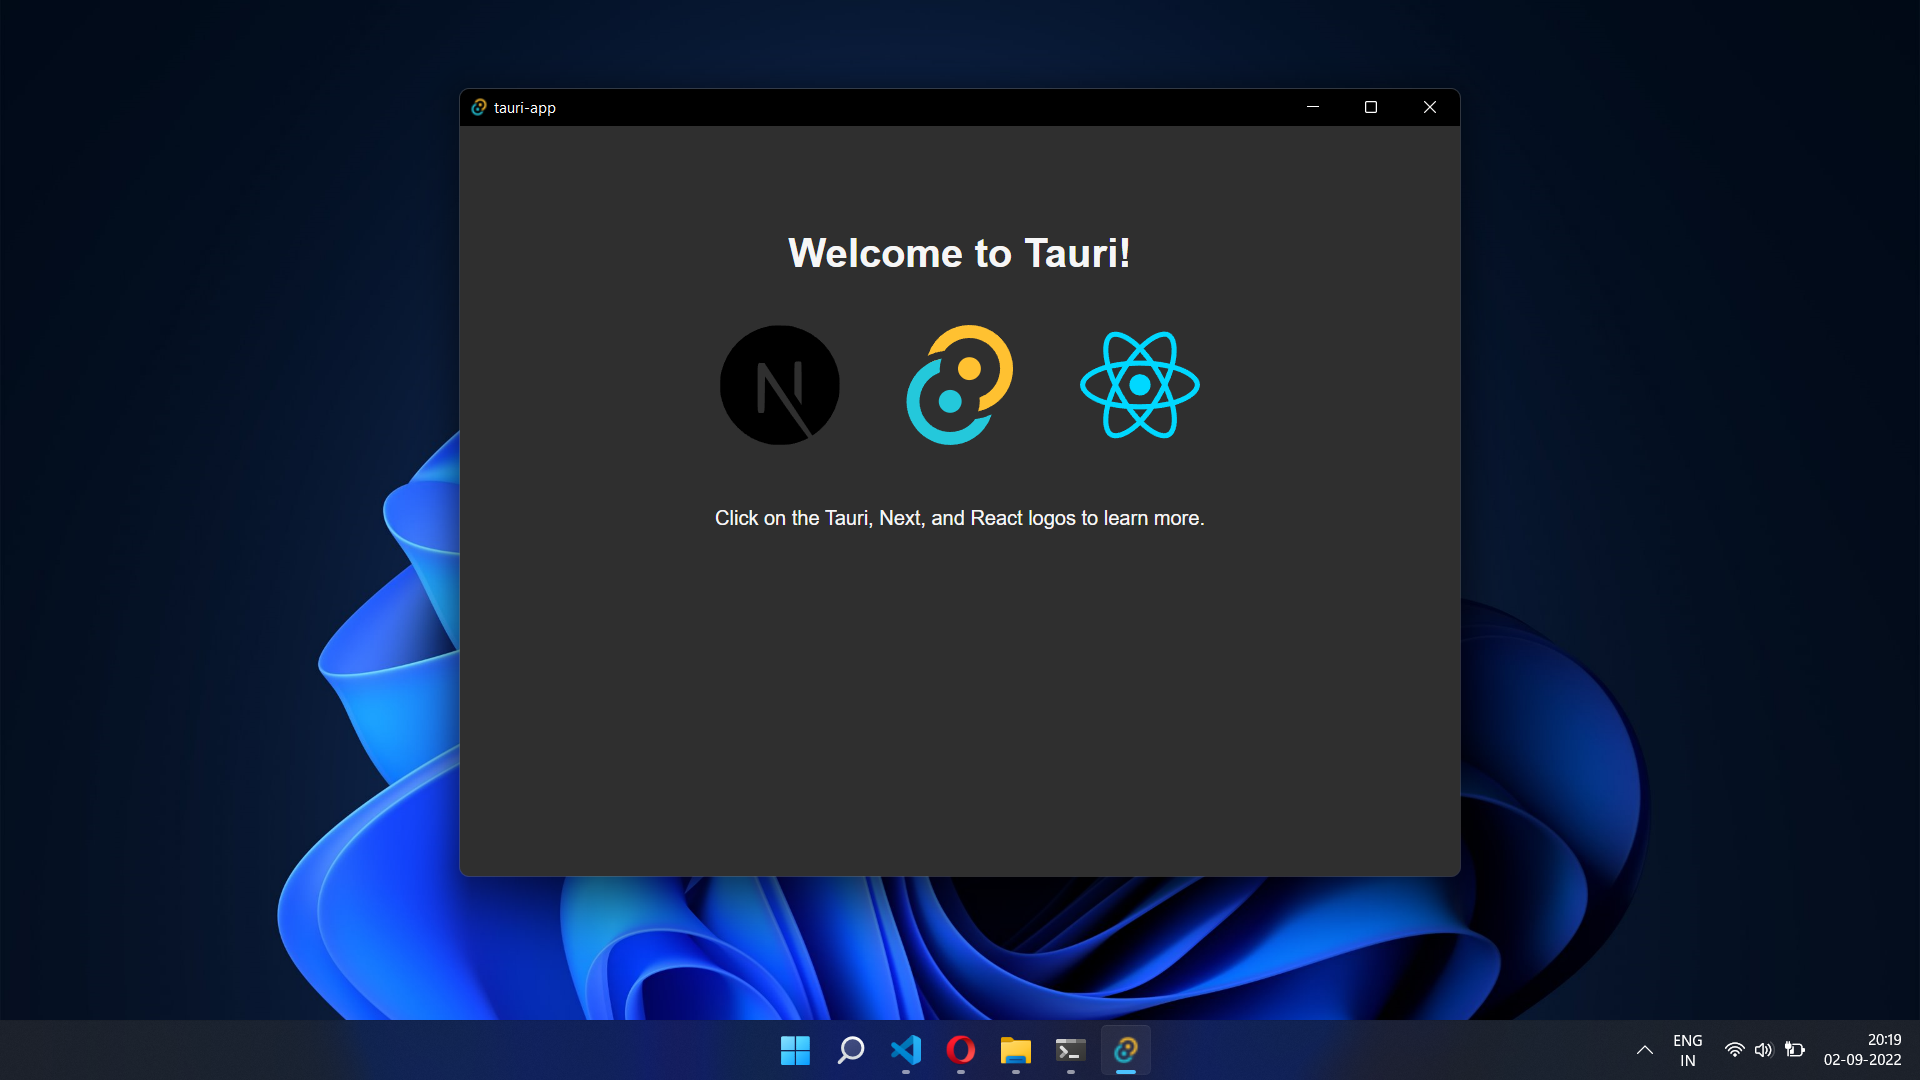 tauri-app
Welcome to Tauri!
N
Click on the Tauri, Next, and React logos to learn more.
ENG
IN
20:19
02-09-2022